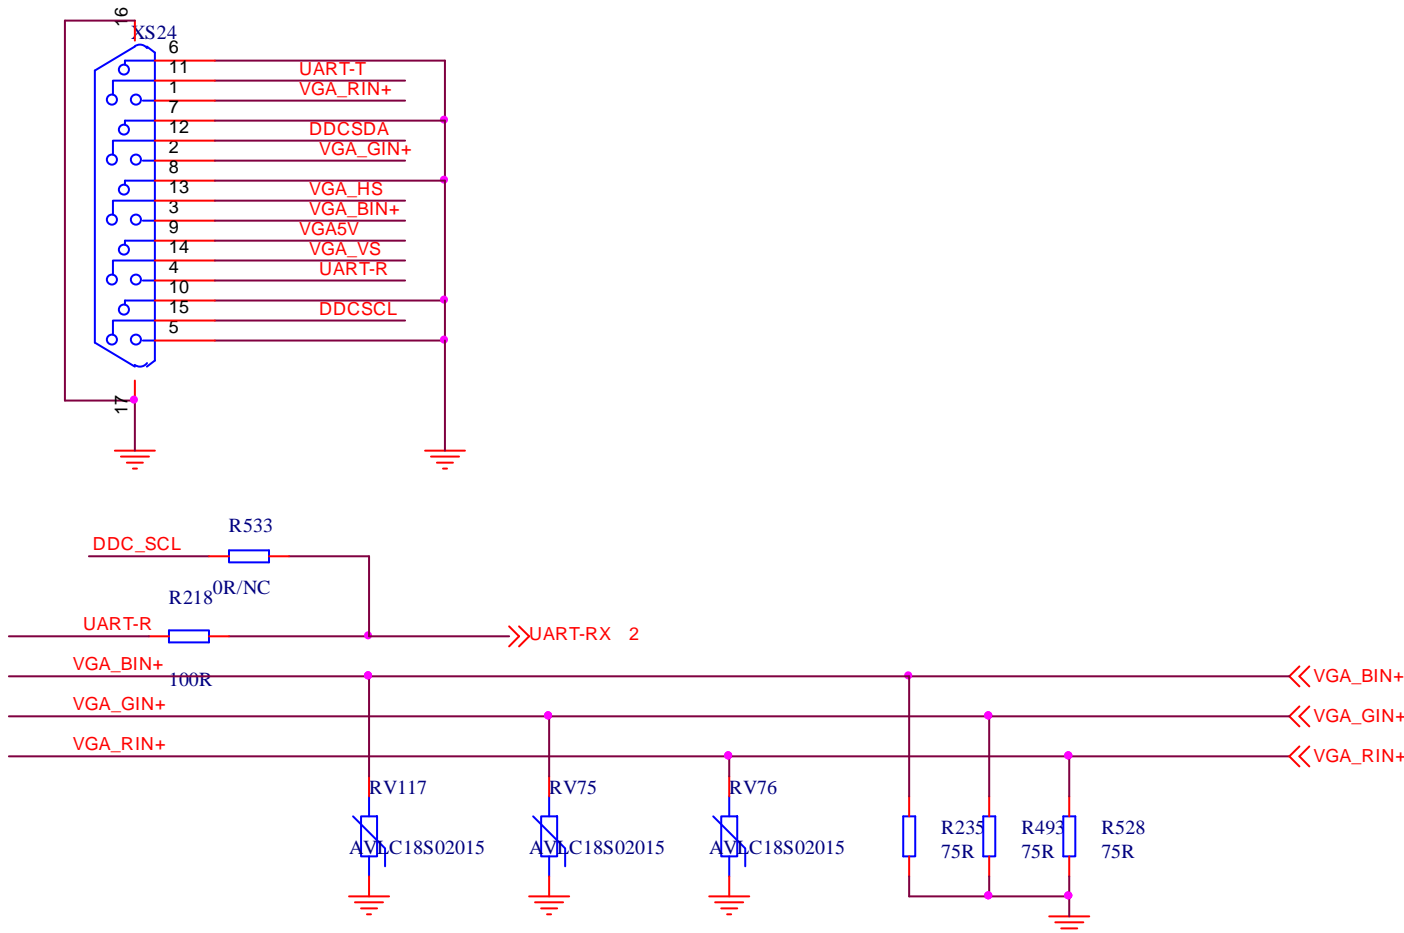 16
XS24
6
11 UART-T
1 VGA_RIN+
7
12 DDCSDA
2 VGA_GIN+
8
13 VGA_HS
3 VGA_BIN+
9 VGA5V
14 VGA_VS
4 UART-R
10
15 DDCSCL
5
17
R533
DDC_SCL
0R/NC
R218
UART-R
UART-RX 2
VGA_BIN+
100R
VGA_BIN+
VGA_GIN+
VGA_GIN+
VGA_RIN+
VGA_RIN+
RV117 RV75 RV76
AVLC18S02015 AVLC18S02015 AVLC18S02015
R235 R493 R528
75R 75R 75R